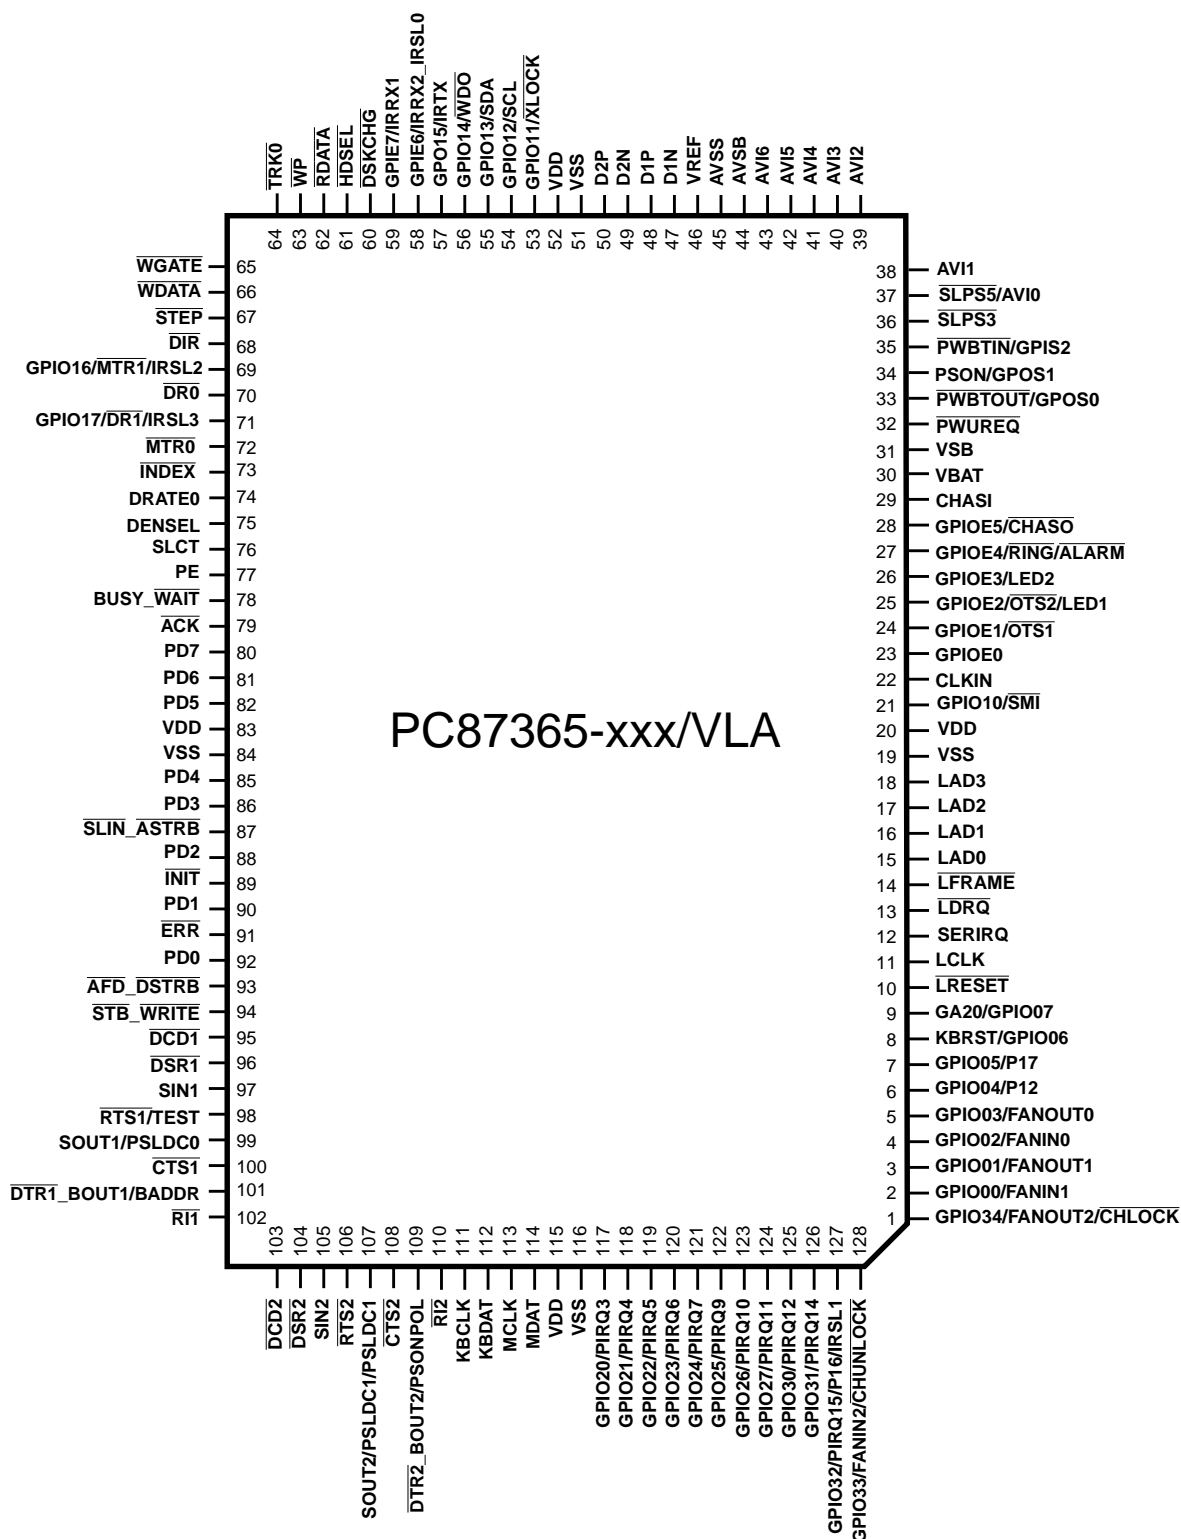 TRK0
WP
RDATA
HDSEL
DSKCHG
GPIE7/IRRX1
GPIE6/IRRX2_IRSL0
GPO15/IRTX
GPIO14/WDO
GPIO13/SDA
GPIO12/SCL
GPIO11/XLOCK
VDD
VSS
D2P
D2N
D1P
D1N
VREF
AVSS
AVSB
AVI6
AVI5
AVI4
AVI3
AVI2
64
63
62
61
60
59
58
57
56
55
54
53
52
51
50
49
48
47
46
45
44
43
42
41
40
39
WGATE 65
WDATA 66
STEP 67
DIR 68
GPIO16/MTR1/IRSL2 69
DR0 70
GPIO17/DR1/IRSL3 71
MTR0 72
INDEX 73
DRATE0 74
DENSEL 75
SLCT 76
PE 77
BUSY_WAIT 78
ACK 79
PD7 80
PD6 81
PD5 82
VDD 83
VSS 84
PD4 85
PD3 86
SLIN_ASTRB 87
PD2 88
INIT 89
PD1 90
ERR 91
PD0 92
AFD_DSTRB 93
STB_WRITE 94
DCD1 95
DSR1 96
SIN1 97
RTS1/TEST 98
SOUT1/PSLDC0 99
CTS1 100
DTR1_BOUT1/BADDR 101
RI1 102
PC87365-xxx/VLA
38 AVI1
37 SLPS5/AVI0
36 SLPS3
35 PWBTIN/GPIS2
34 PSON/GPOS1
33 PWBTOUT/GPOS0
32 PWUREQ
31 VSB
30 VBAT
29 CHASI
28 GPIOE5/CHASO
27 GPIOE4/RING/ALARM
26 GPIOE3/LED2
25 GPIOE2/OTS2/LED1
24 GPIOE1/OTS1
23 GPIOE0
22 CLKIN
21 GPIO10/SMI
20 VDD
19 VSS
18 LAD3
17 LAD2
16 LAD1
15 LAD0
14 LFRAME
13 LDRQ
12 SERIRQ
11 LCLK
10 LRESET
9 GA20/GPIO07
8 KBRST/GPIO06
7 GPIO05/P17
6 GPIO04/P12
5 GPIO03/FANOUT0
4 GPIO02/FANIN0
3 GPIO01/FANOUT1
2 GPIO00/FANIN1
1 GPIO34/FANOUT2/CHLOCK
103
104
105
106
107
108
109
110
111
112
113
114
115
116
117
118
119
120
121
122
123
124
125
126
127
128
DCD2
DSR2
SIN2
RTS2
SOUT2/PSLDC1/PSLDC1
CTS2
DTR2_BOUT2/PSONPOL
RI2
KBCLK
KBDAT
MCLK
MDAT
VDD
VSS
GPIO20/PIRQ3
GPIO21/PIRQ4
GPIO22/PIRQ5
GPIO23/PIRQ6
GPIO24/PIRQ7
GPIO25/PIRQ9
GPIO26/PIRQ10
GPIO27/PIRQ11
GPIO30/PIRQ12
GPIO31/PIRQ14
GPIO32/PIRQ15/P16/IRSL1
GPIO33/FANIN2/CHUNLOCK